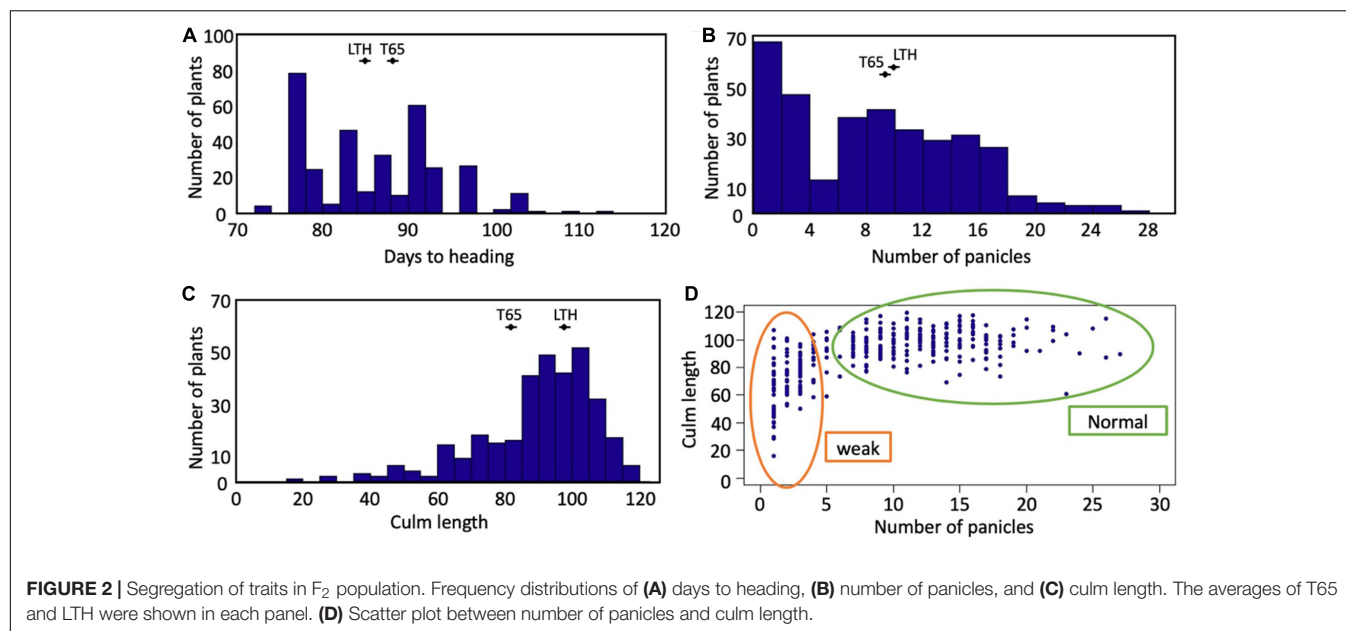 A
100
80
60
40
20
0
Number of plants
LTH T65
70 80 90 100 110 120
Days to heading
B
70
50
30
10
0
Number of plants
T65 LTH
0 4 8 12 16 20 24 28
Number of panicles
C
70
50
30
10
0
Number of plants
T65 LTH
0 20 40 60 80 100 120
Culm length
D
120
100
80
60
40
20
0
Culm length
weak
Normal
0 5 10 15 20 25 30
Number of panicles
FIGURE 2 | Segregation of traits in F₂ population. Frequency distributions of (A) days to heading, (B) number of panicles, and (C) culm length. The averages of T65
and LTH were shown in each panel. (D) Scatter plot between number of panicles and culm length.